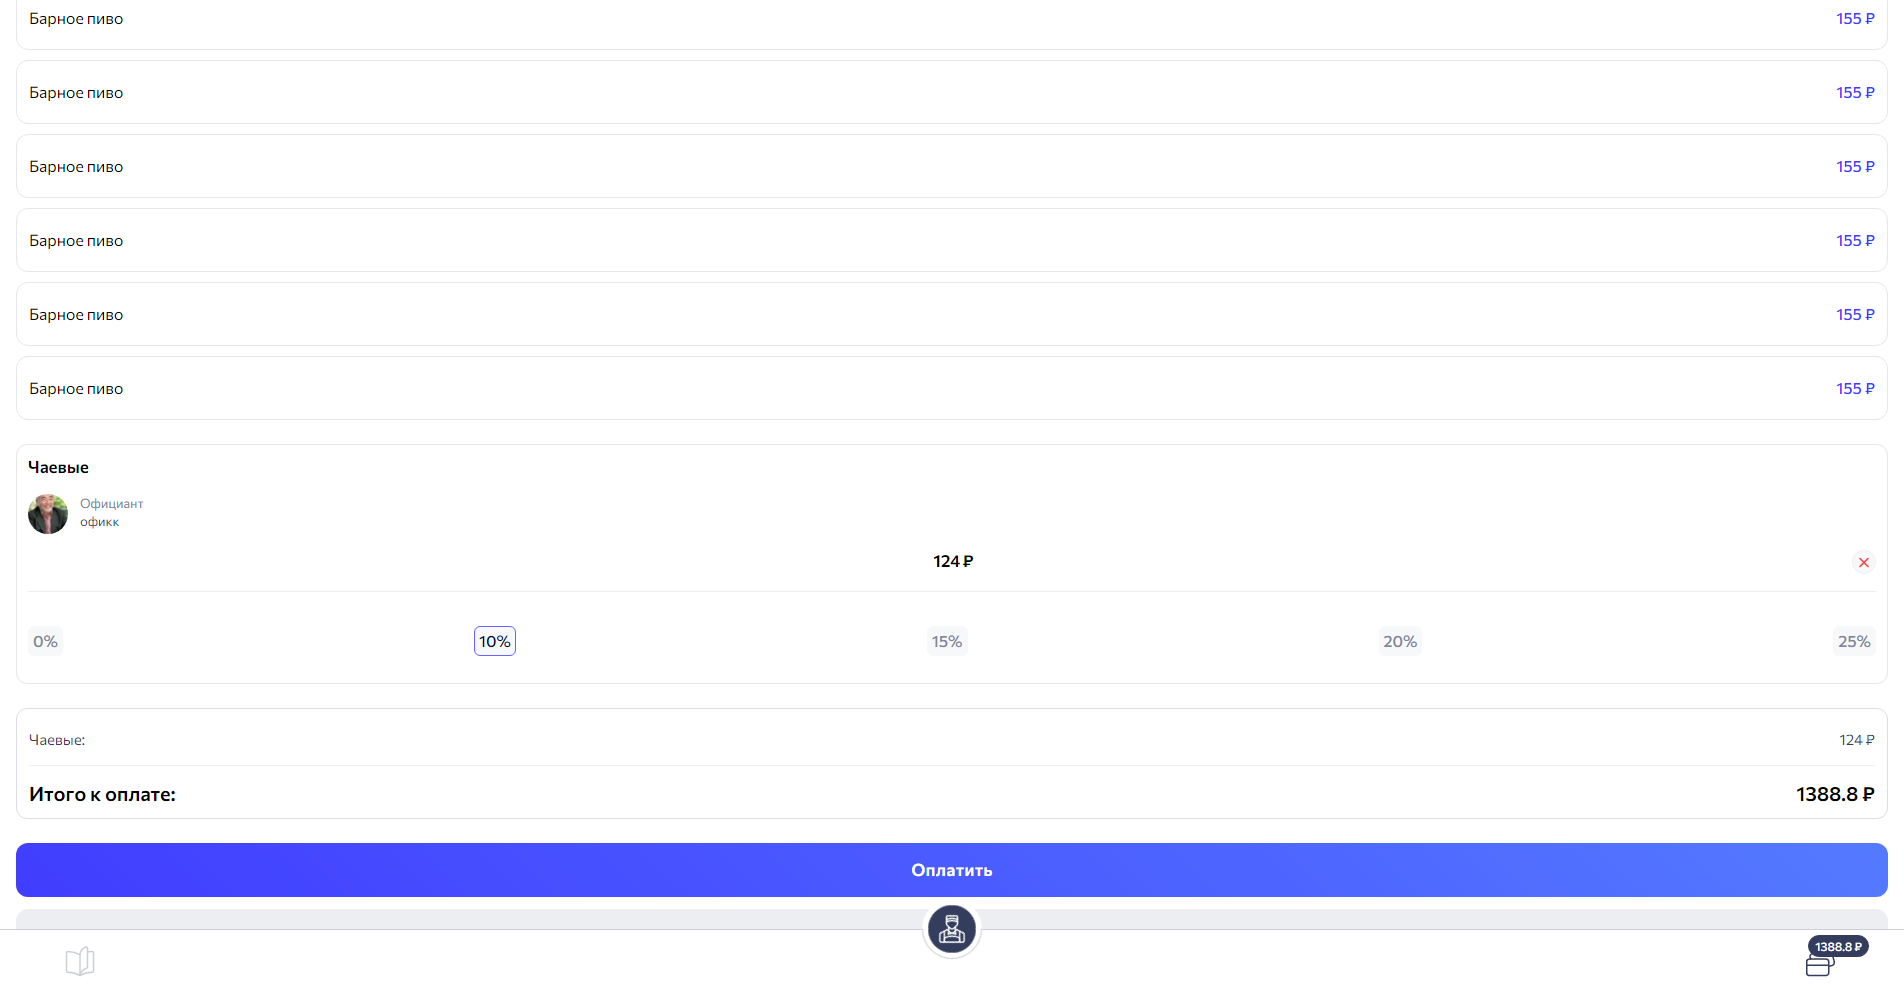 Барное пиво 155 ₽
Барное пиво 155 ₽
Барное пиво 155 ₽
Барное пиво 155 ₽
Барное пиво 155 ₽
Барное пиво 155 ₽
Чаевые
Официант
офикк
124 ₽
0% 10% 15% 20% 25%
Чаевые: 124 ₽
Итого к оплате: 1388.8 ₽
Оплатить
1388.8 ₽